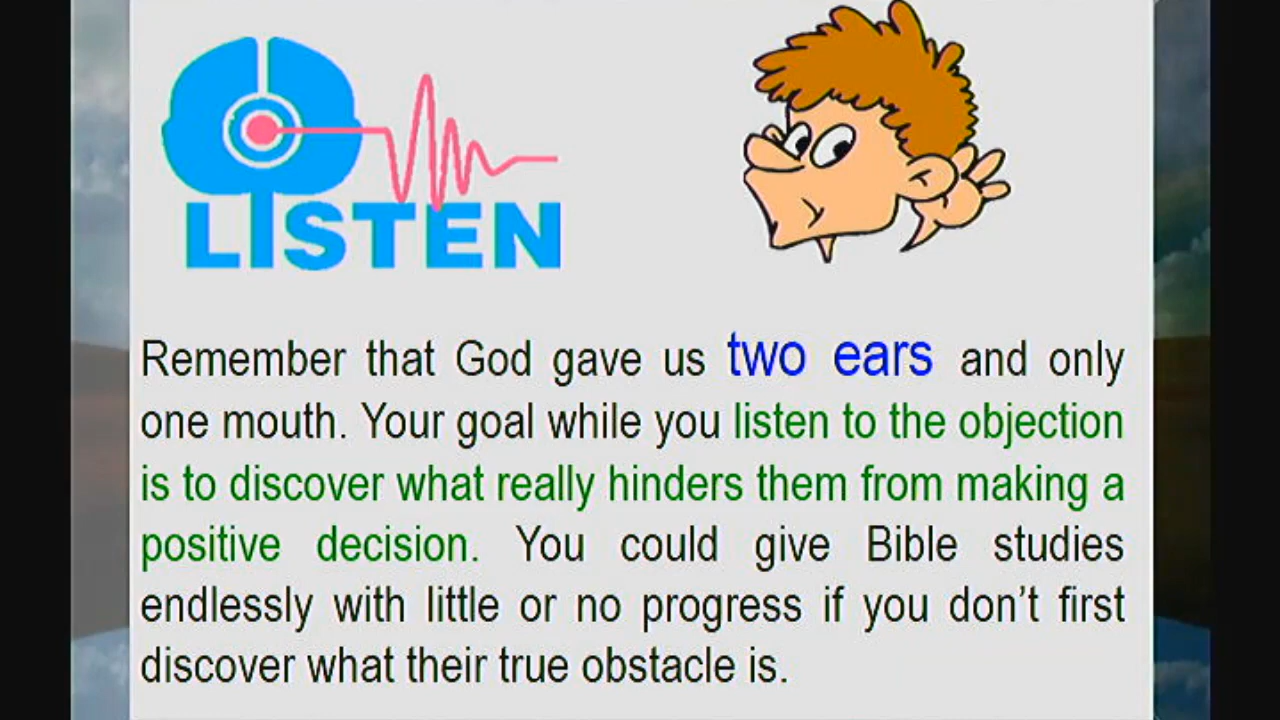 LISTEN
Remember that God gave us two ears and only
one mouth. Your goal while you listen to the objection
is to discover what really hinders them from making a
positive decision. You could give Bible studies
endlessly with little or no progress if you don’t first
discover what their true obstacle is.